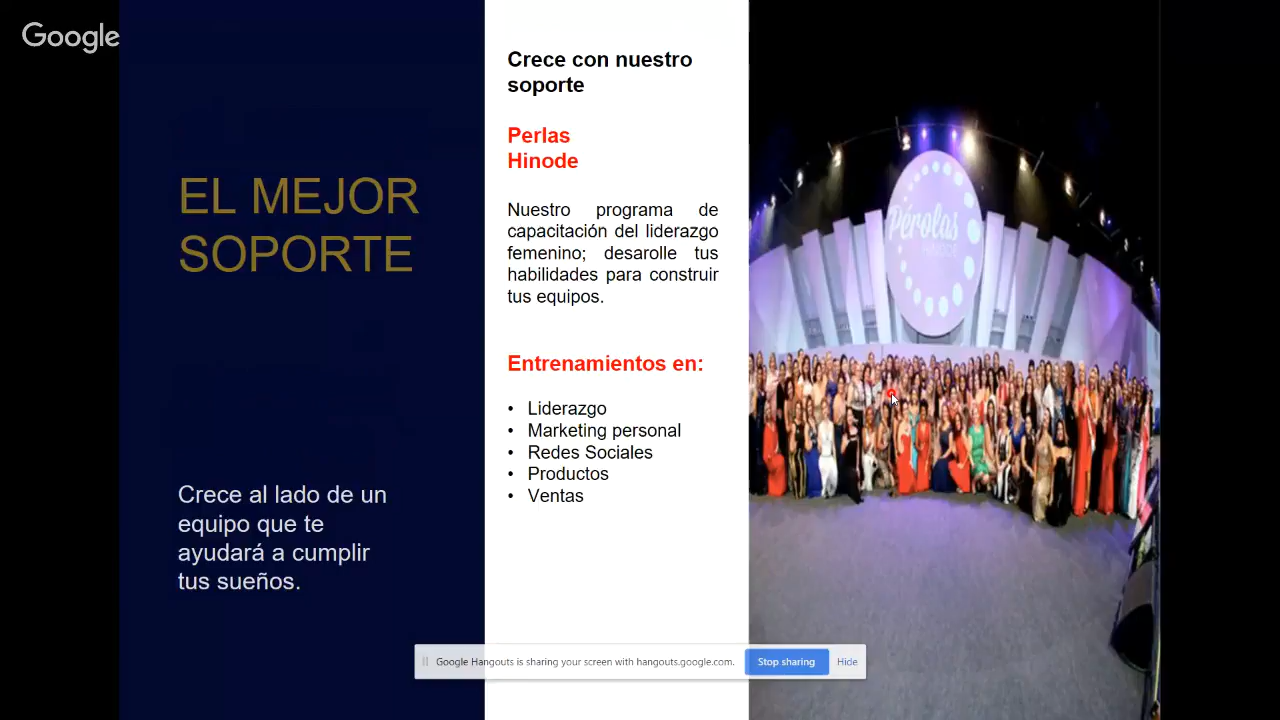 Google
EL MEJOR
SOPORTE
Crece al lado de un
equipo que te
ayudará a cumplir
tus sueños.
Crece con nuestro
soporte
Perlas
Hinode
Nuestro programa de
capacitación del liderazgo
femenino; desarolle tus
habilidades para construir
tus equipos.
Entrenamientos en:
• Liderazgo
• Marketing personal
• Redes Sociales
• Productos
• Ventas
Pérolas
HINODE
Google Hangouts is sharing your screen with hangouts.google.com.
Stop sharing
Hide